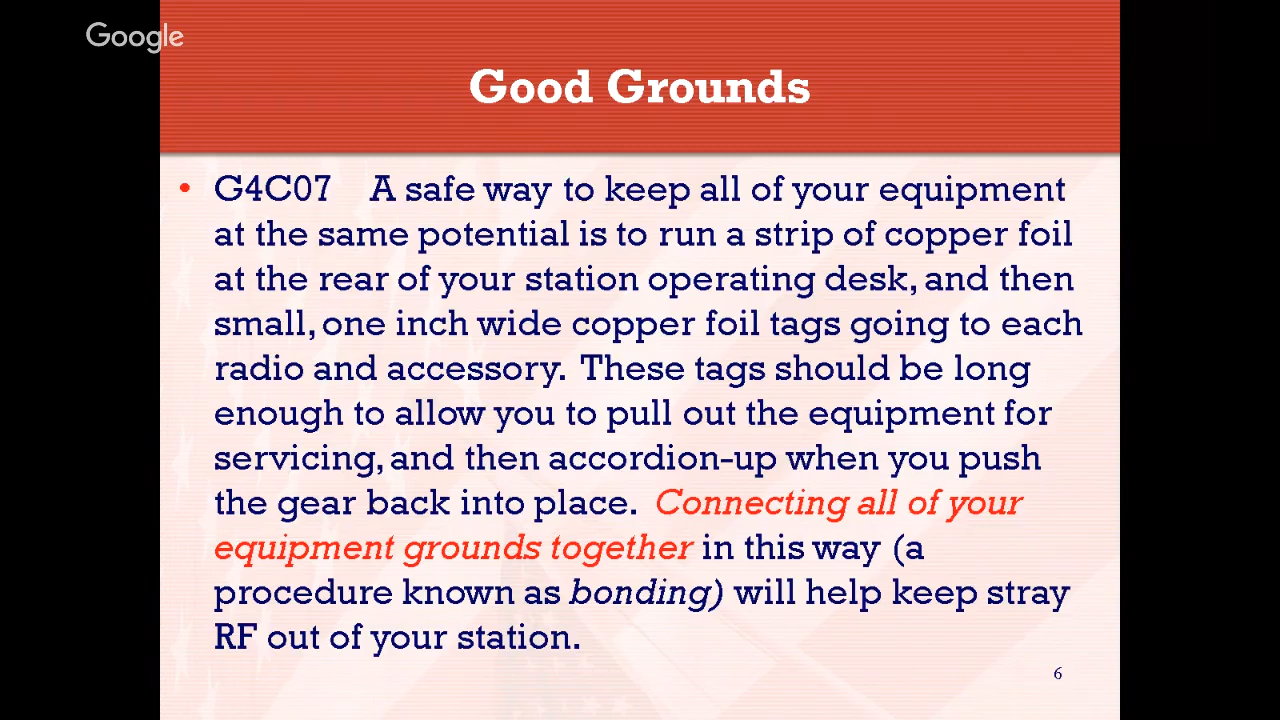 Google
Good Grounds
• G4C07 A safe way to keep all of your equipment
at the same potential is to run a strip of copper foil
at the rear of your station operating desk, and then
small, one inch wide copper foil tags going to each
radio and accessory. These tags should be long
enough to allow you to pull out the equipment for
servicing, and then accordion-up when you push
the gear back into place. Connecting all of your
equipment grounds together in this way (a
procedure known as bonding) will help keep stray
RF out of your station.
6